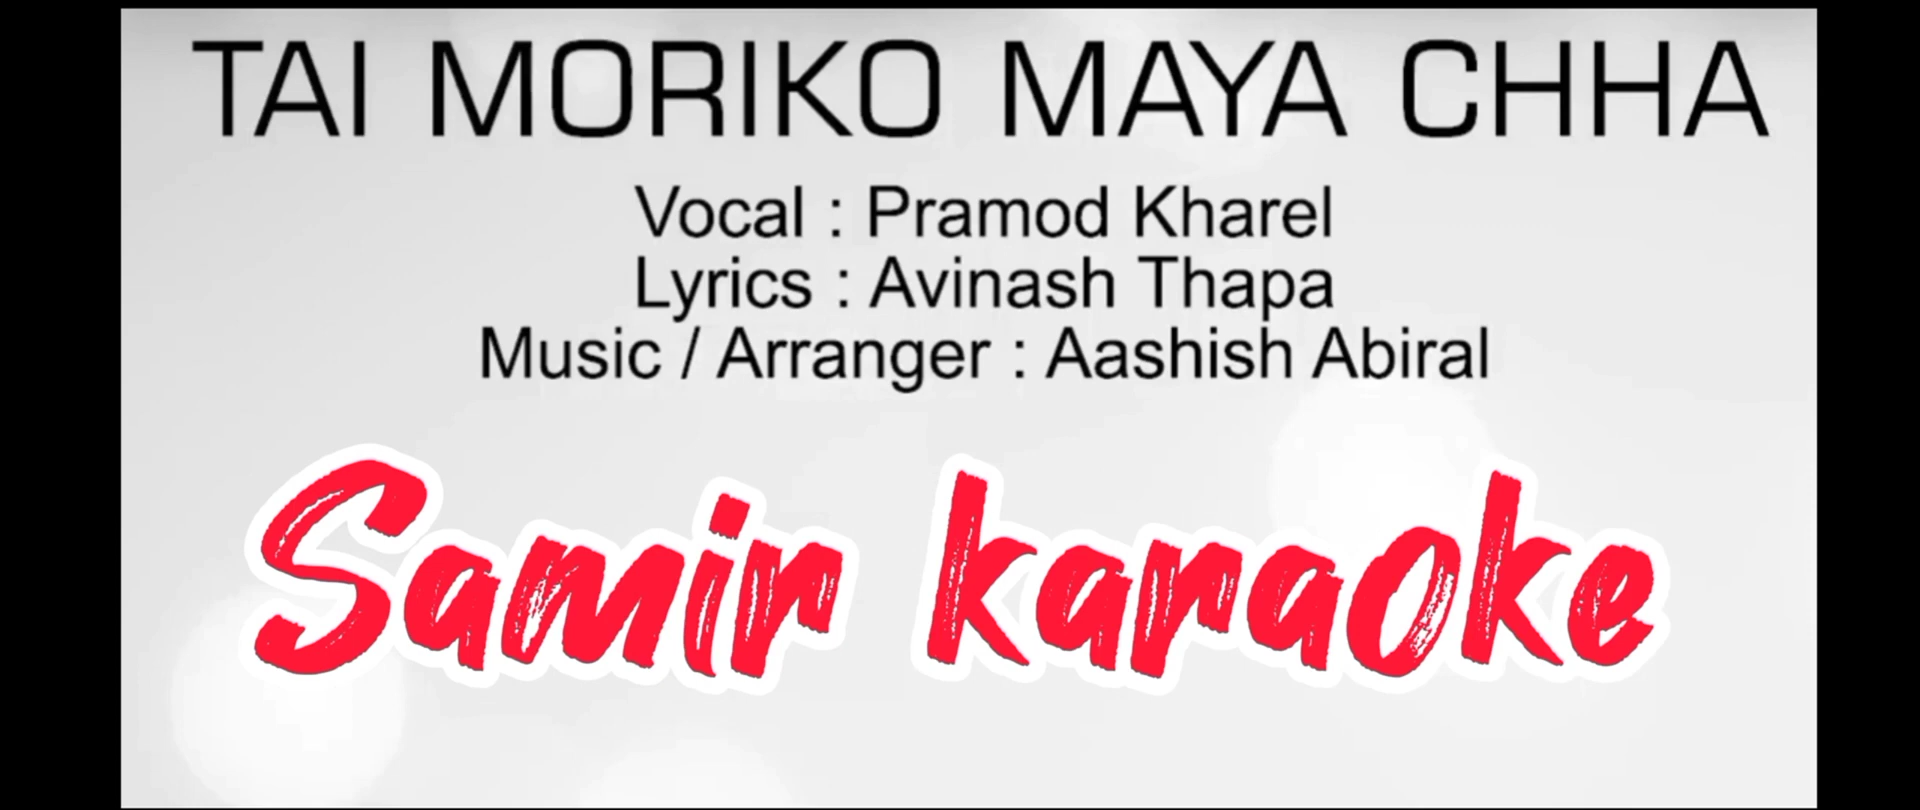 TAI MORIKO MAYA CHHA
Vocal : Pramod Kharel
Lyrics : Avinash Thapa
Music / Arranger : Aashish Abiral
Samir karaoke